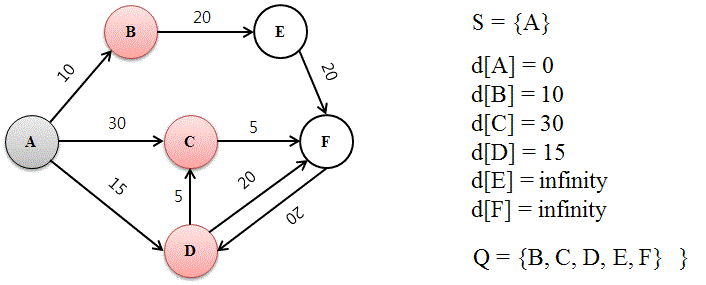 20
B
E
S = {A}
10
20
d[A] = 0
d[B] = 10
30
5
d[C] = 30
A
C
F
d[D] = 15
15
5
20
20
d[E] = infinity
d[F] = infinity
D
Q = {B, C, D, E, F} }